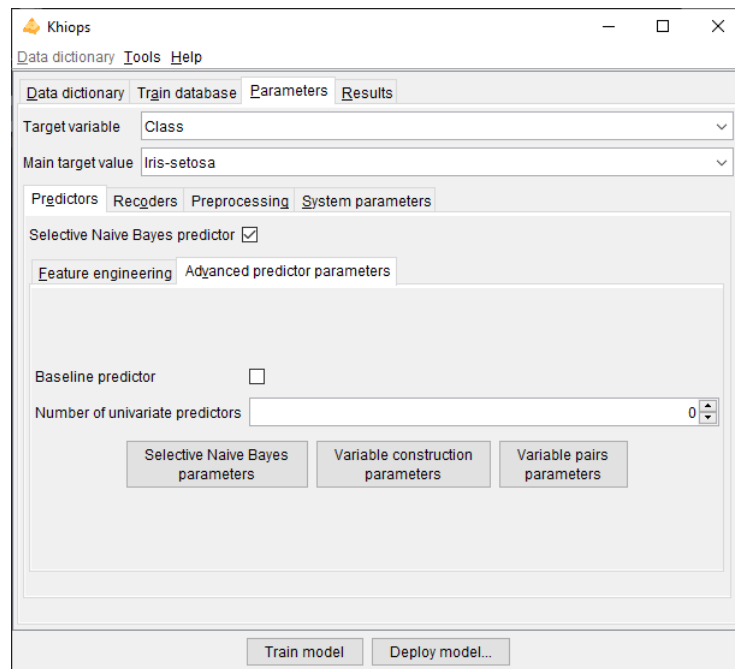 Khiops
Data dictionary Tools Help
Data dictionary Train database Parameters Results
Target variable Class
Main target value Iris-setosa
Predictors Recoders Preprocessing System parameters
Selective Naive Bayes predictor
Feature engineering Advanced predictor parameters
Baseline predictor
Number of univariate predictors 0
Selective Naive Bayes parameters Variable construction parameters Variable pairs parameters
Train model Deploy model...